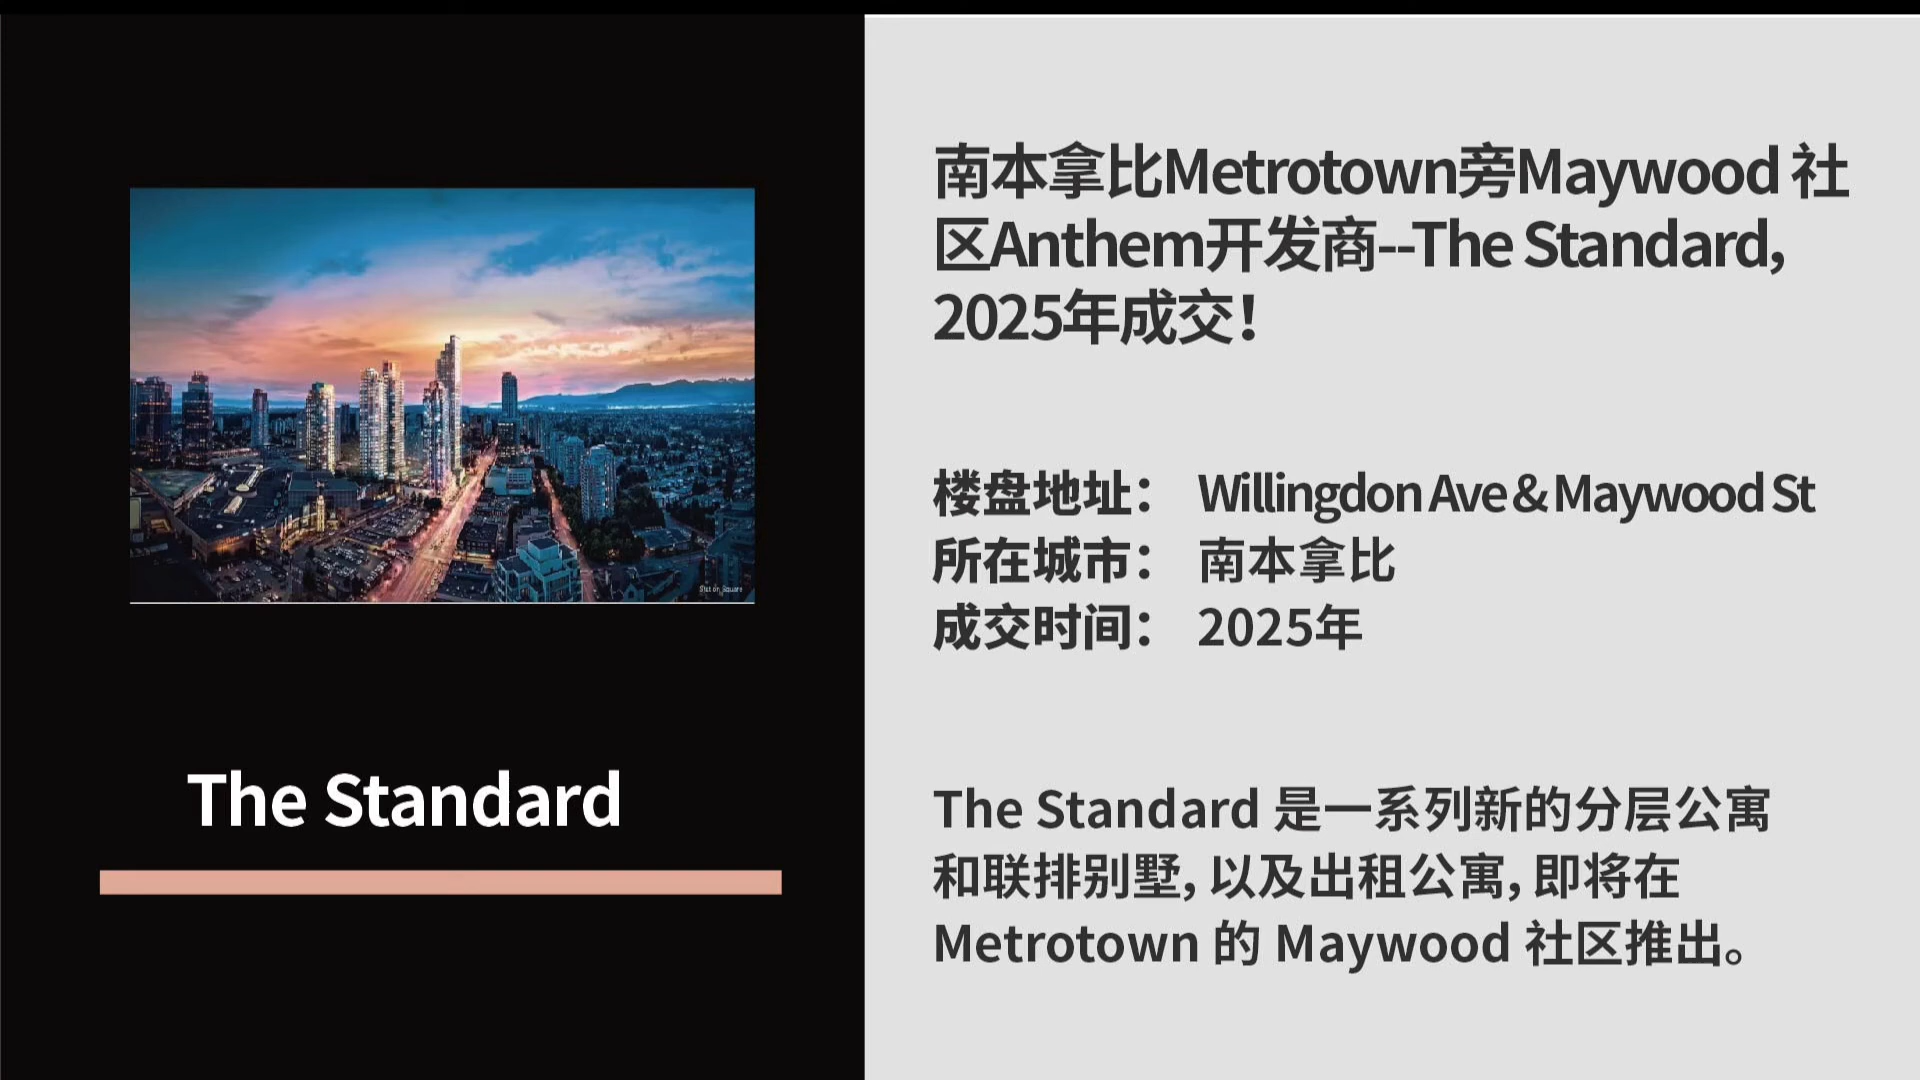 南本拿比Metrotown旁Maywood 社
区Anthem开发商--The Standard,
2025年成交！
楼盘地址： Willingdon Ave & Maywood St
所在城市： 南本拿比
成交时间： 2025年
Station Square
The Standard
The Standard 是一系列新的分层公寓
和联排别墅, 以及出租公寓, 即将在
Metrotown 的 Maywood 社区推出。